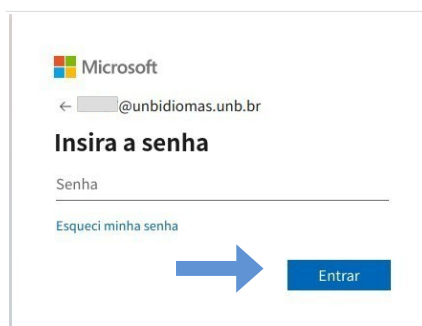 Microsoft
← @unbidiomas.unb.br
Insira a senha
Senha
Esqueci minha senha
Entrar